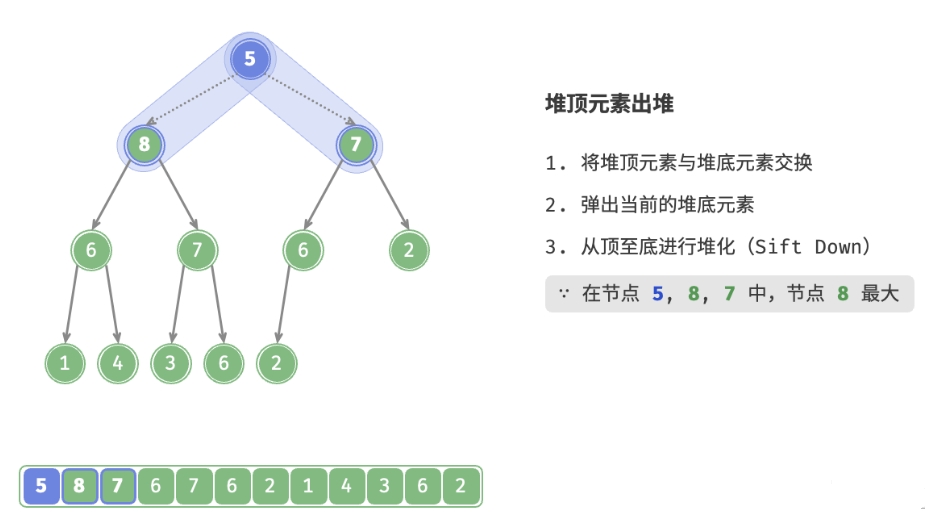 5
堆顶元素出堆
8 7
1. 将堆顶元素与堆底元素交换
2. 弹出当前的堆底元素
6 7 6 2
3. 从顶至底进行堆化（Sift Down）
∵ 在节点 5, 8, 7 中，节点 8 最大
1 4 3 6 2
5 8 7 6 7 6 2 1 4 3 6 2